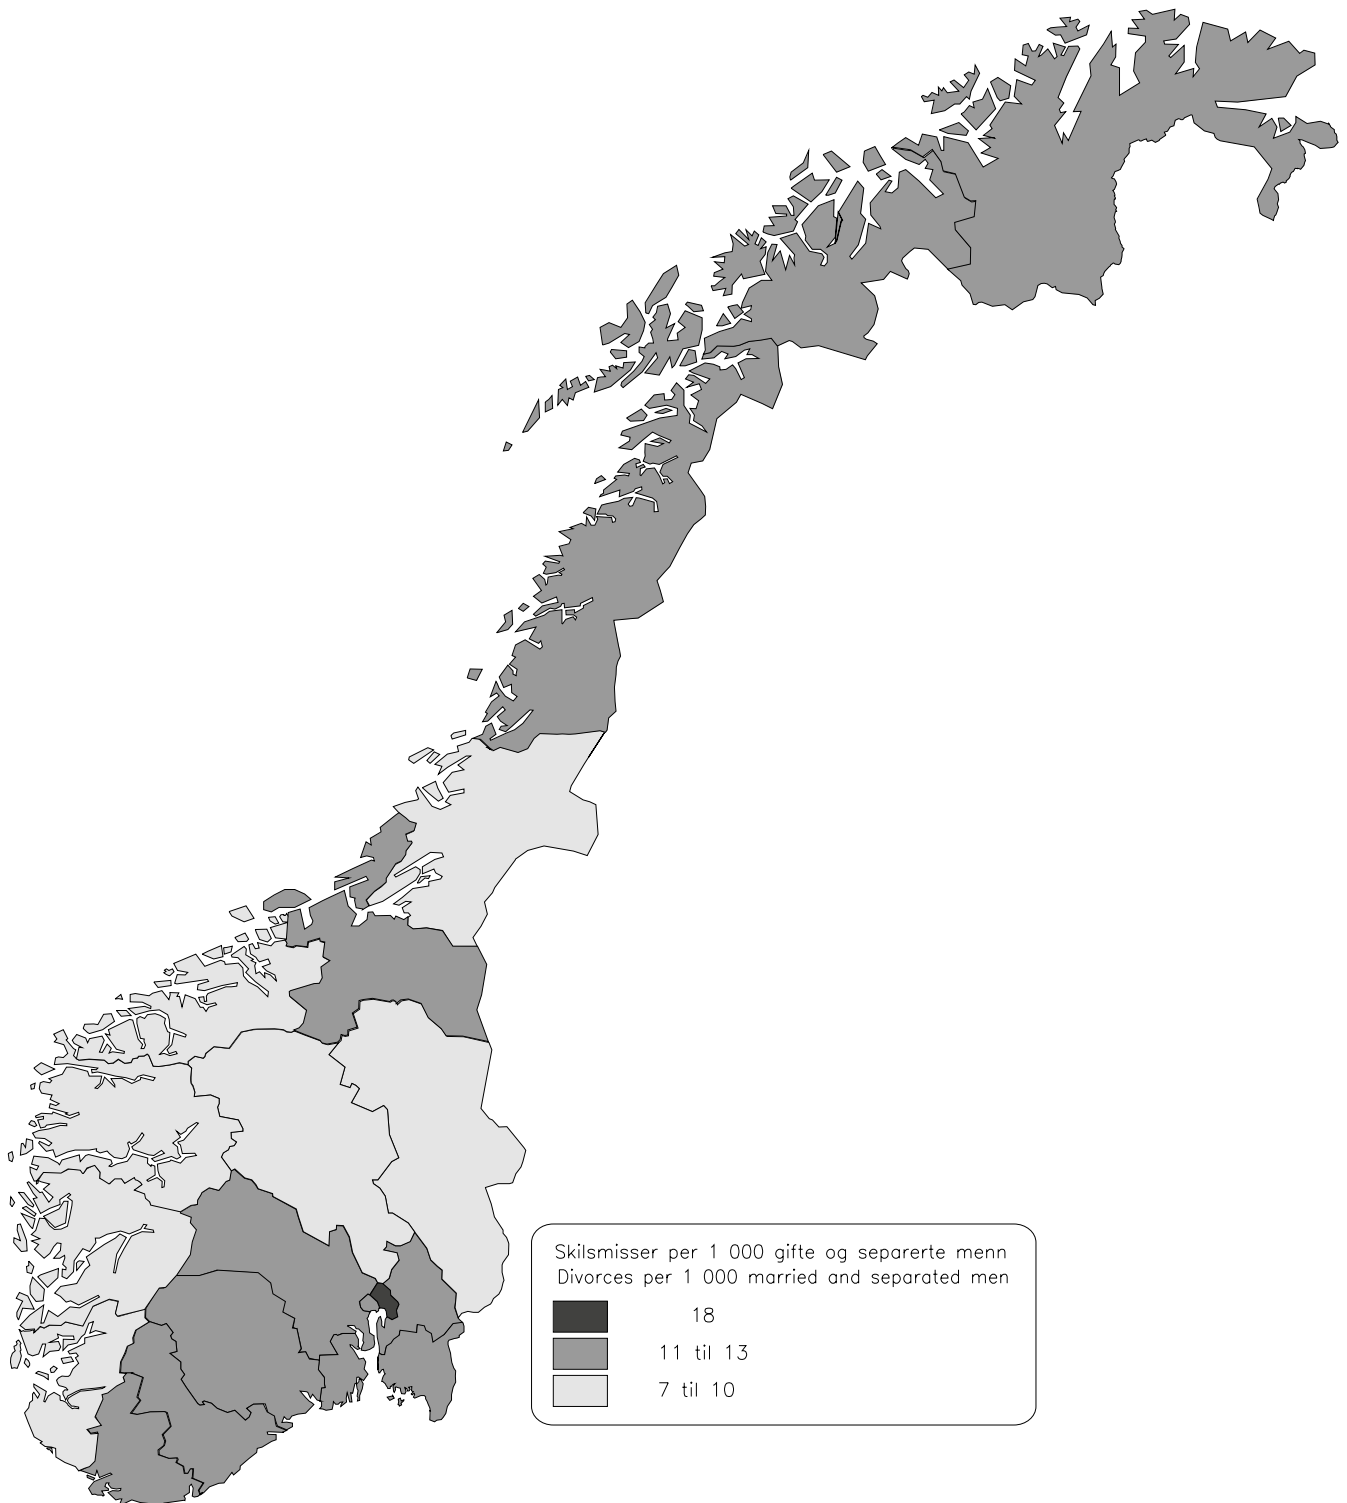 Skilsmisser per 1 000 gifte og separerte menn
Divorces per 1 000 married and separated men
18
11 til 13
7 til 10